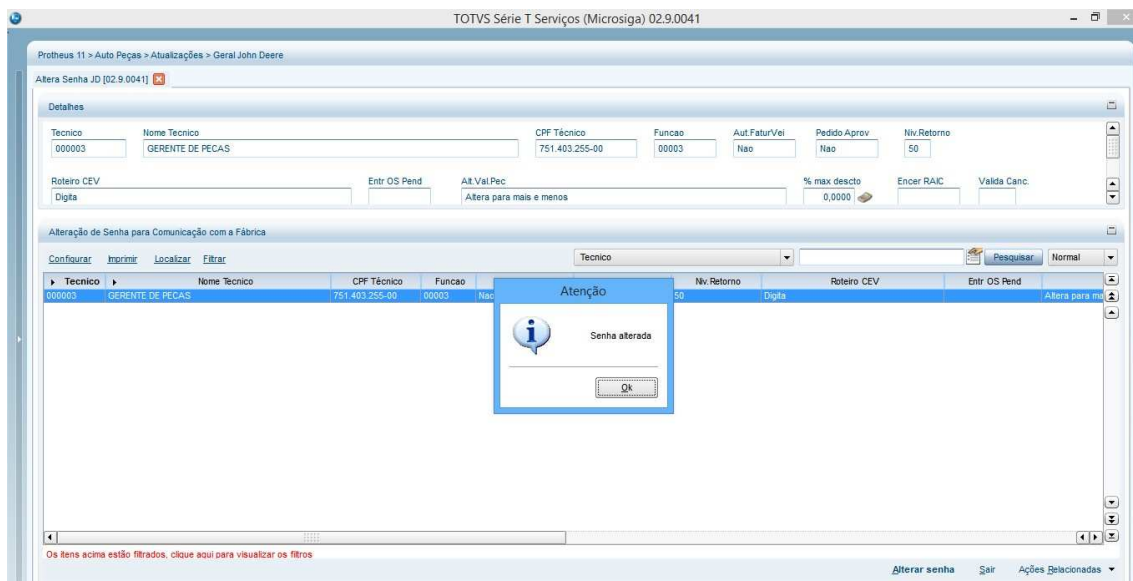 TOTVS Série T Serviços (Microsiga) 02.9.0041
Protheus 11 > Auto Peças > Atualizações > Geral John Deere
Altera Senha JD [02.9.0041]
Detalhes
Tecnico Nome Tecnico CPF Técnico Funcao Aut.FaturVei Pedido Aprov Niv.Retorno
000003 GERENTE DE PECAS 751.403.255-00 00003 Nao Nao 50
Roteiro CEV Entr OS Pend Alt.Val.Pec % max descto Encer RAIC Valida Canc.
Digita Altera para mais e menos 0,0000
Alteração de Senha para Comunicação com a Fábrica
Configurar Imprimir Localizar Filtrar Tecnico Pesquisar Normal
Tecnico Nome Tecnico CPF Técnico Funcao Niv.Retorno Roteiro CEV Entr OS Pend
000003 GERENTE DE PECAS 751.403.255-00 00003 Nao 50 Digita Altera para ma
Atenção
Senha alterada
Ok
Os itens acima estão filtrados, clique aqui para visualizar os filtros
Alterar senha Sair Ações Relacionadas